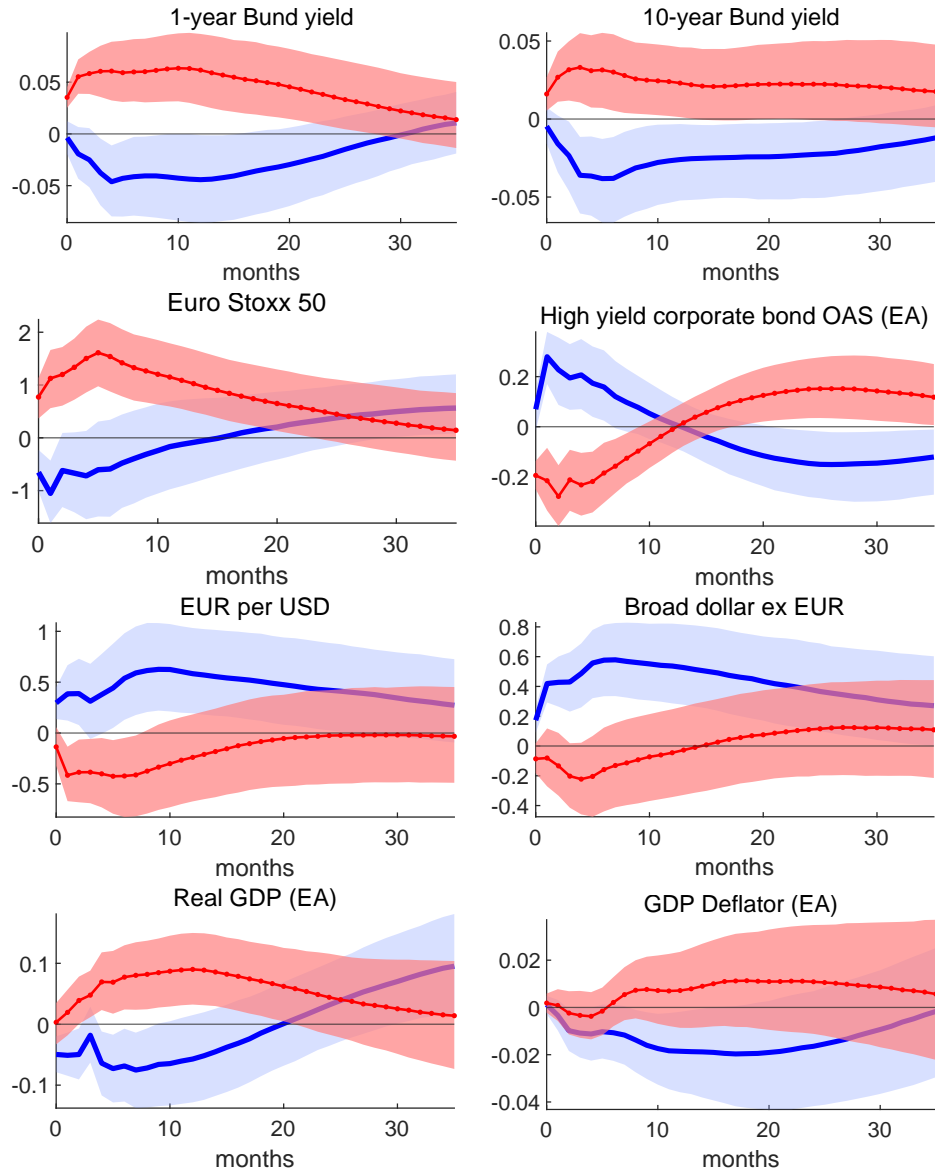 1-year Bund yield
0.05
0
-0.05
0 10 20 30
months
10-year Bund yield
0.05
0
-0.05
0 10 20 30
months
Euro Stoxx 50
2
1
0
-1
0 10 20 30
months
High yield corporate bond OAS (EA)
0.2
0
-0.2
0 10 20 30
months
EUR per USD
1
0.5
0
-0.5
0 10 20 30
months
Broad dollar ex EUR
0.8
0.6
0.4
0.2
0
-0.2
-0.4
0 10 20 30
months
Real GDP (EA)
0.1
0
-0.1
0 10 20 30
months
GDP Deflator (EA)
0.02
0
-0.02
-0.04
0 10 20 30
months